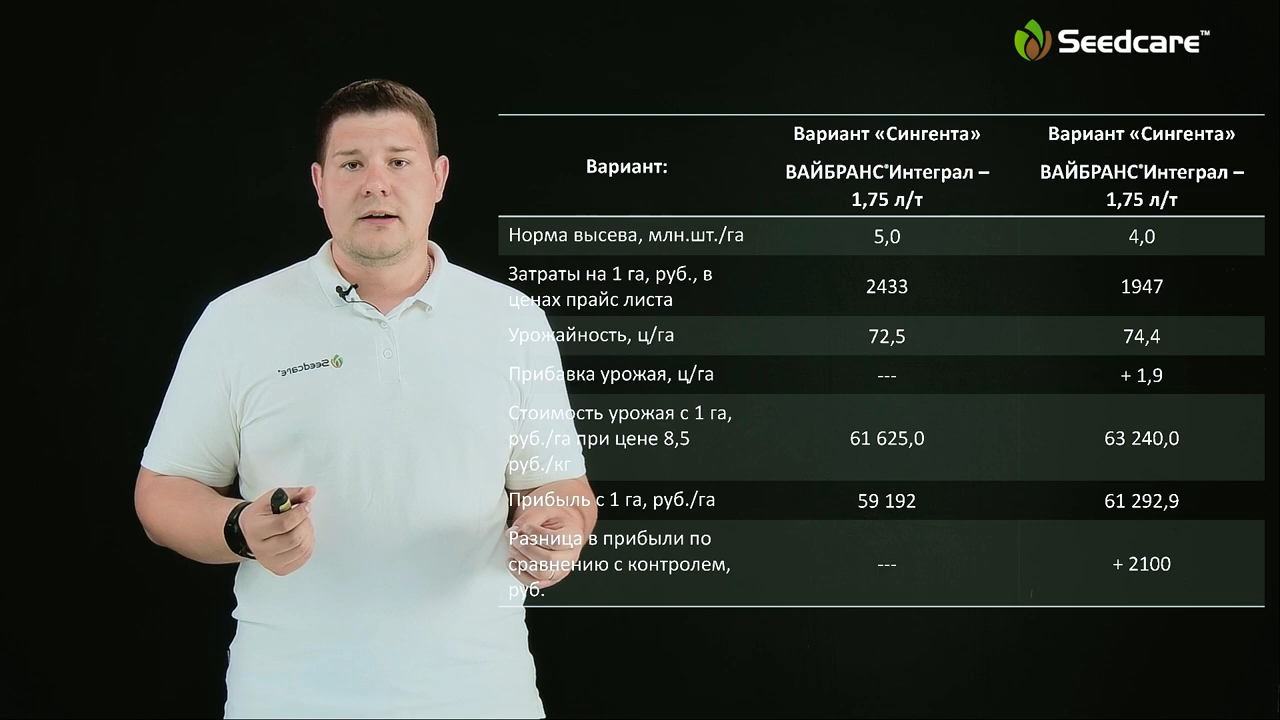 Seedcare™
Вариант:
Вариант «Сингента»
ВАЙБРАНС® Интеграл –
1,75 л/т
Вариант «Сингента»
ВАЙБРАНС® Интеграл –
1,75 л/т
Норма высева, млн.шт./га
5,0
4,0
Затраты на 1 га, руб., в
ценах прайс листа
2433
1947
Урожайность, ц/га
72,5
74,4
Прибавка урожая, ц/га
---
+ 1,9
Стоимость урожая с 1 га,
руб./га при цене 8,5
руб./кг
61 625,0
63 240,0
Прибыль с 1 га, руб./га
59 192
61 292,9
Разница в прибыли по
сравнению с контролем,
руб.
---
+ 2100
Seedcare